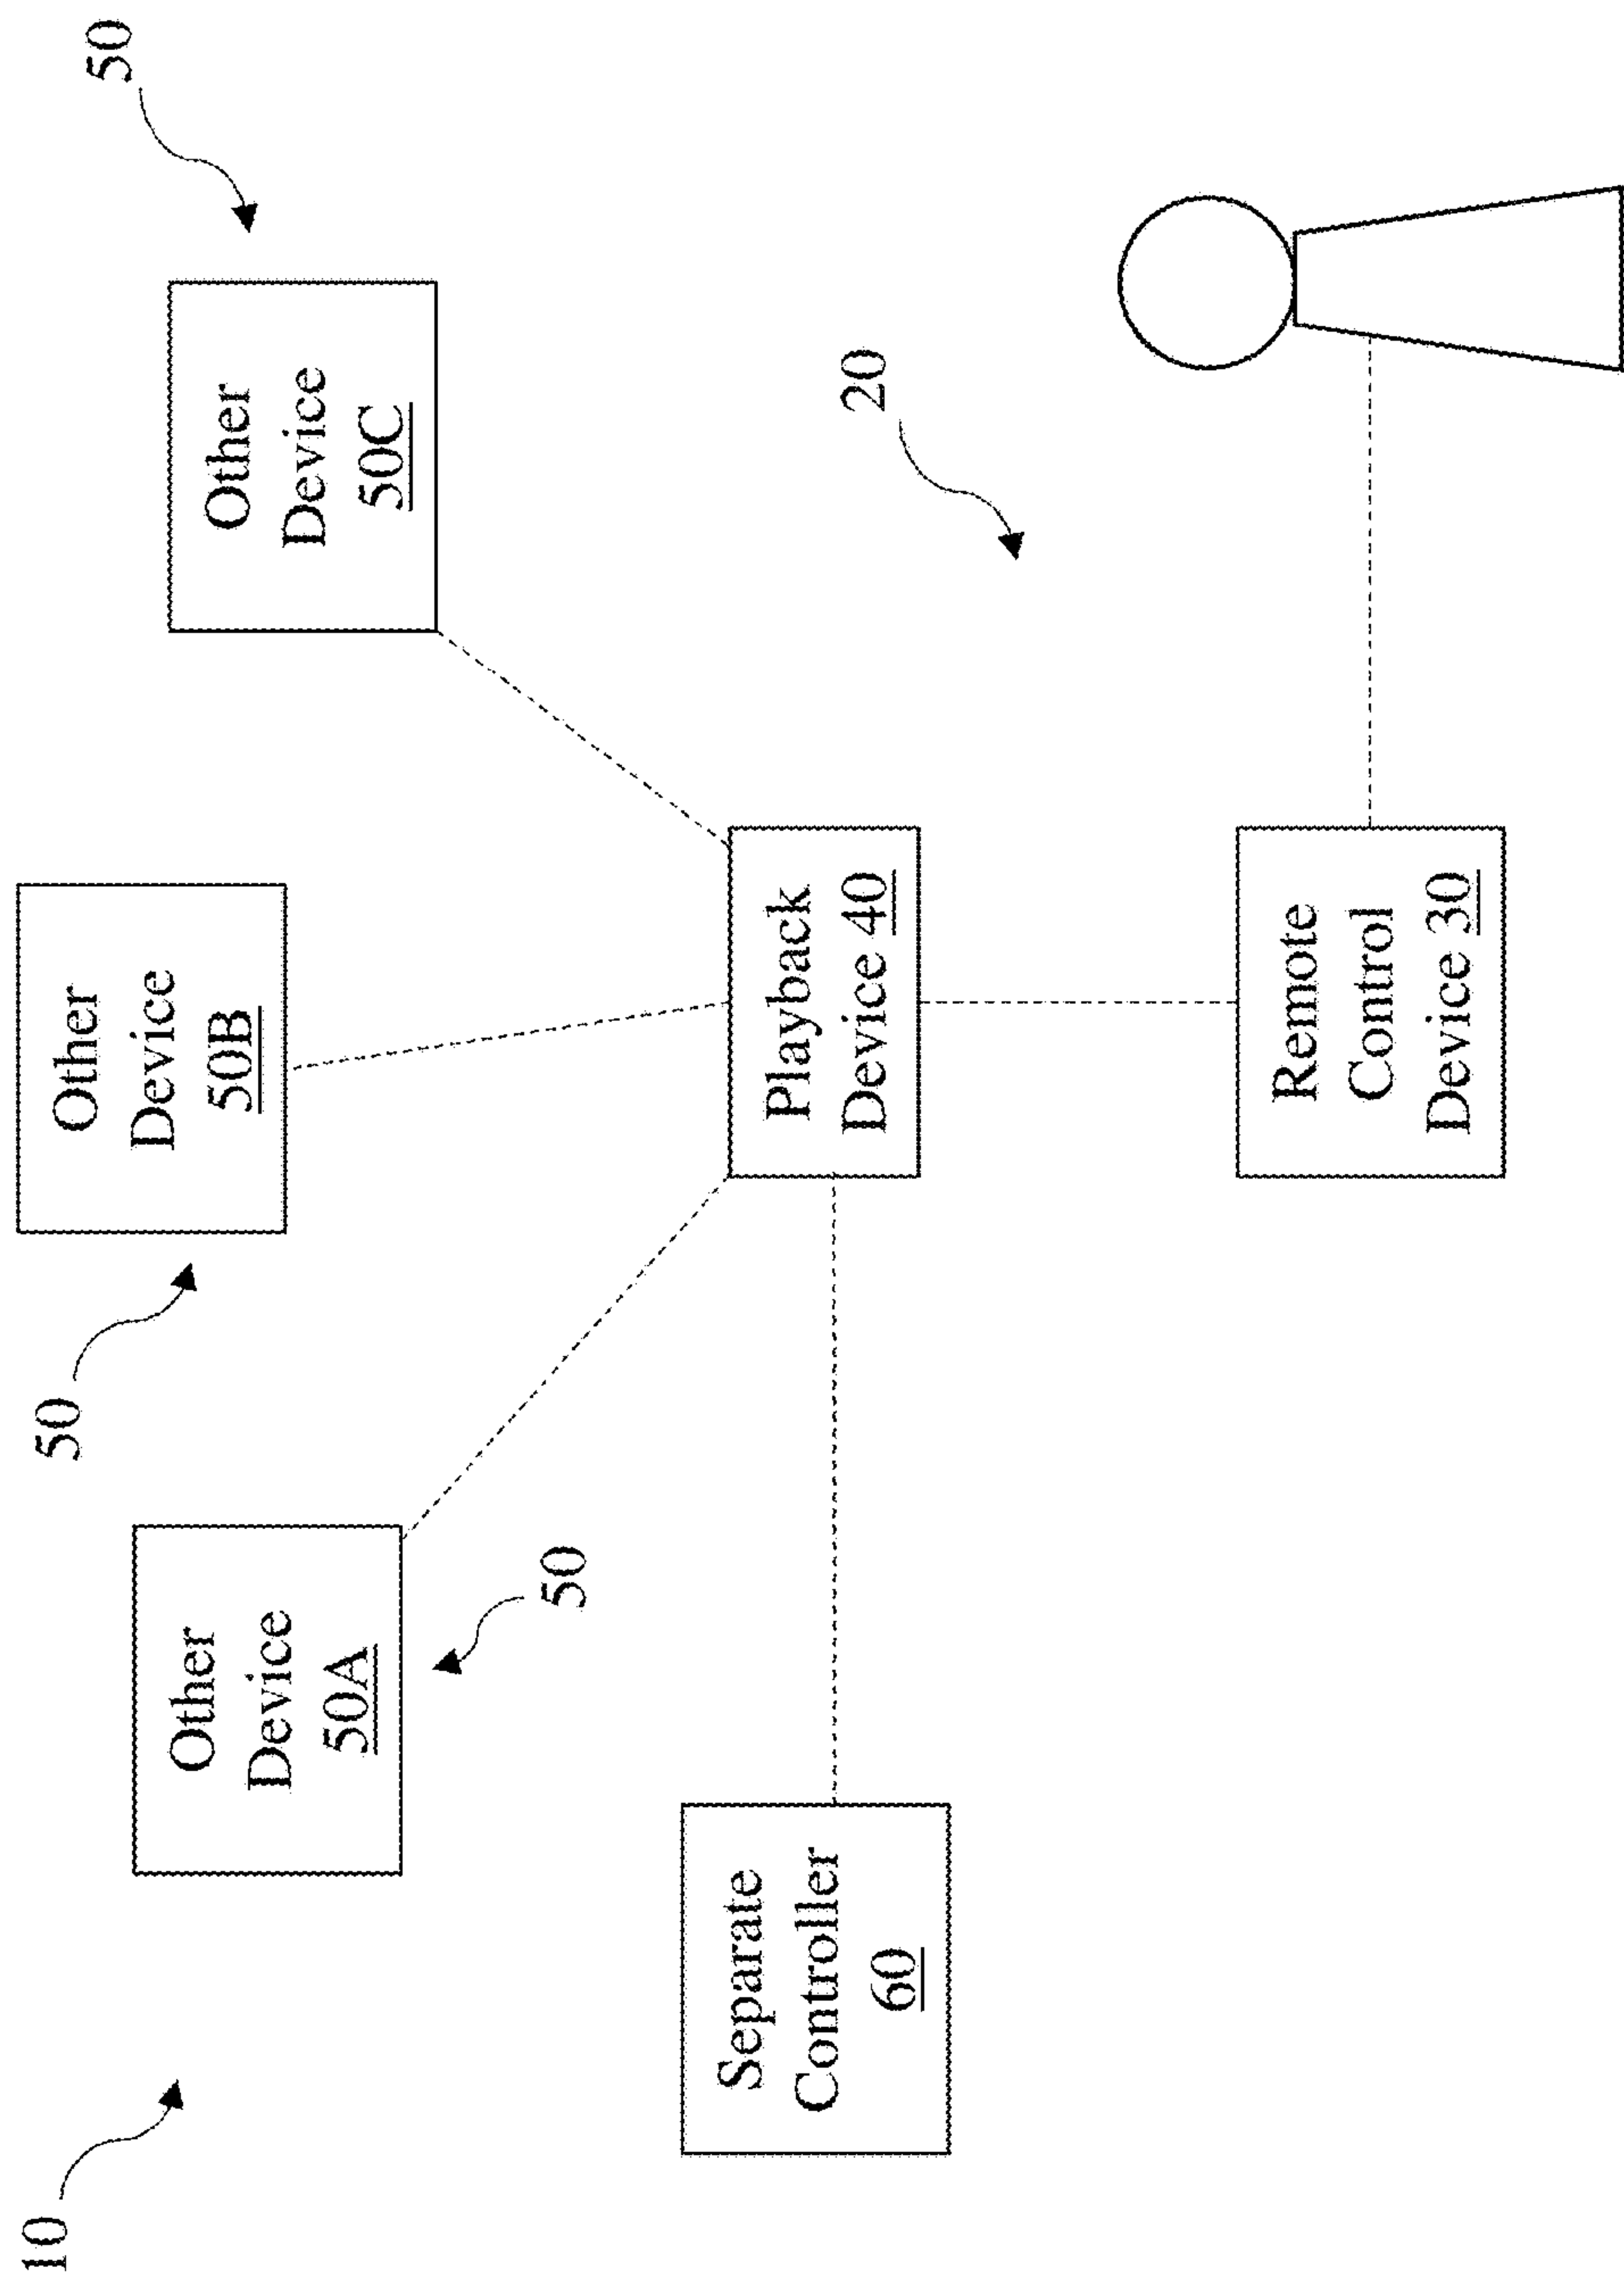 10
50
50
50
20
Other
Device
50A
Other
Device
50B
Other
Device
50C
Separate
Controller
60
Playback
Device 40
Remote
Control
Device 30